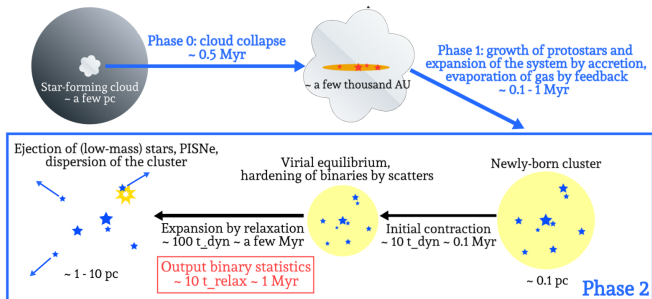 Phase 0: cloud collapse
~ 0.5 Myr
Star-forming cloud
~ a few pc
~ a few thousand AU
Phase 1: growth of protostars and
expansion of the system by accretion,
evaporation of gas by feedback
~ 0.1 - 1 Myr
Ejection of (low-mass) stars, PISNe,
dispersion of the cluster
~ 1 - 10 pc
Expansion by relaxation
~ 100 t_dyn ~ a few Myr
Output binary statistics
~ 10 t_relax ~ 1 Myr
Virial equilibrium,
hardening of binaries by scatters
Initial contraction
~ 10 t_dyn ~ 0.1 Myr
Newly-born cluster
~ 0.1 pc
Phase 2